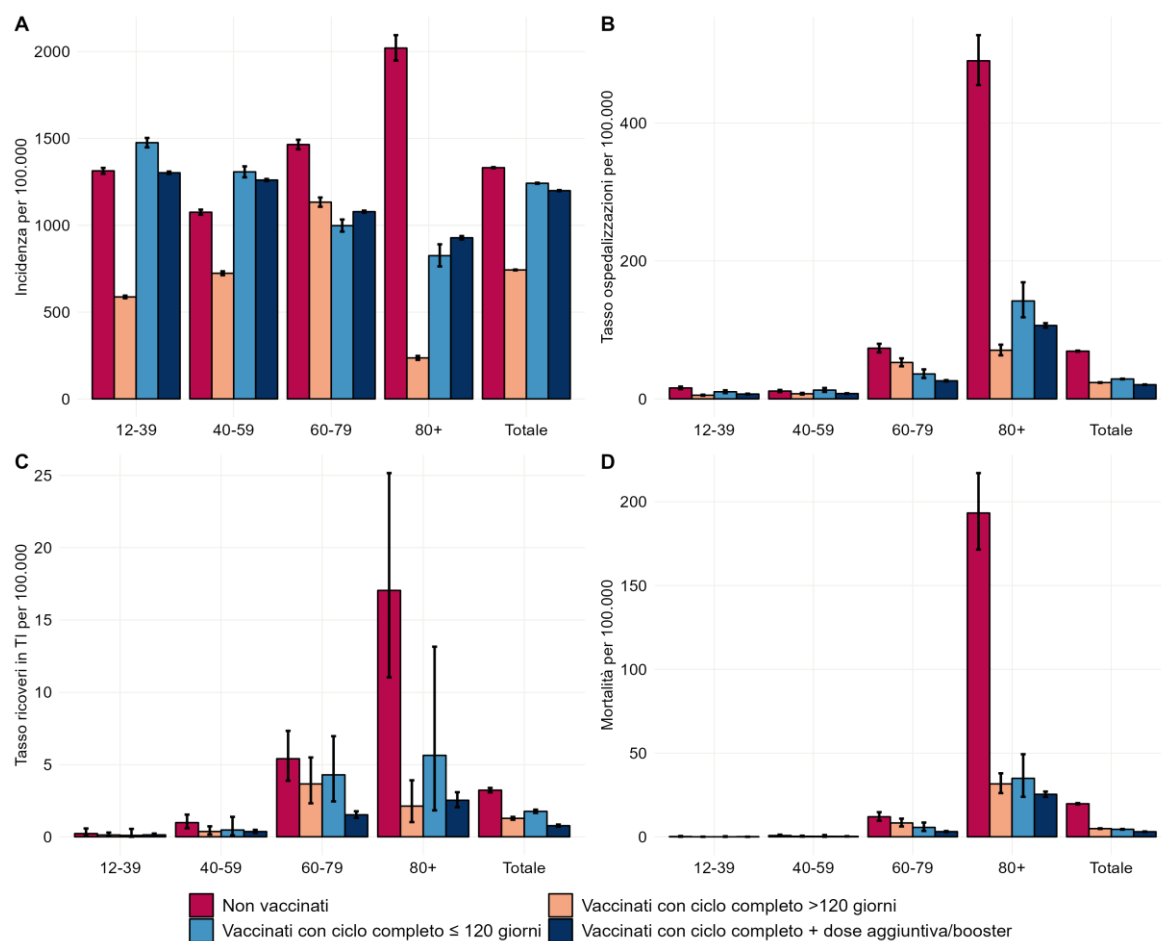 A
Incidenza per 100.000
2000
1500
1000
500
0
12-39 40-59 60-79 80+ Totale
B
Tasso ospedalizzazioni per 100.000
400
200
0
12-39 40-59 60-79 80+ Totale
C
Tasso ricoveri in TI per 100.000
25
20
15
10
5
0
12-39 40-59 60-79 80+ Totale
D
Mortalità per 100.000
200
150
100
50
0
12-39 40-59 60-79 80+ Totale
Non vaccinati
Vaccinati con ciclo completo >120 giorni
Vaccinati con ciclo completo ≤ 120 giorni
Vaccinati con ciclo completo + dose aggiuntiva/booster